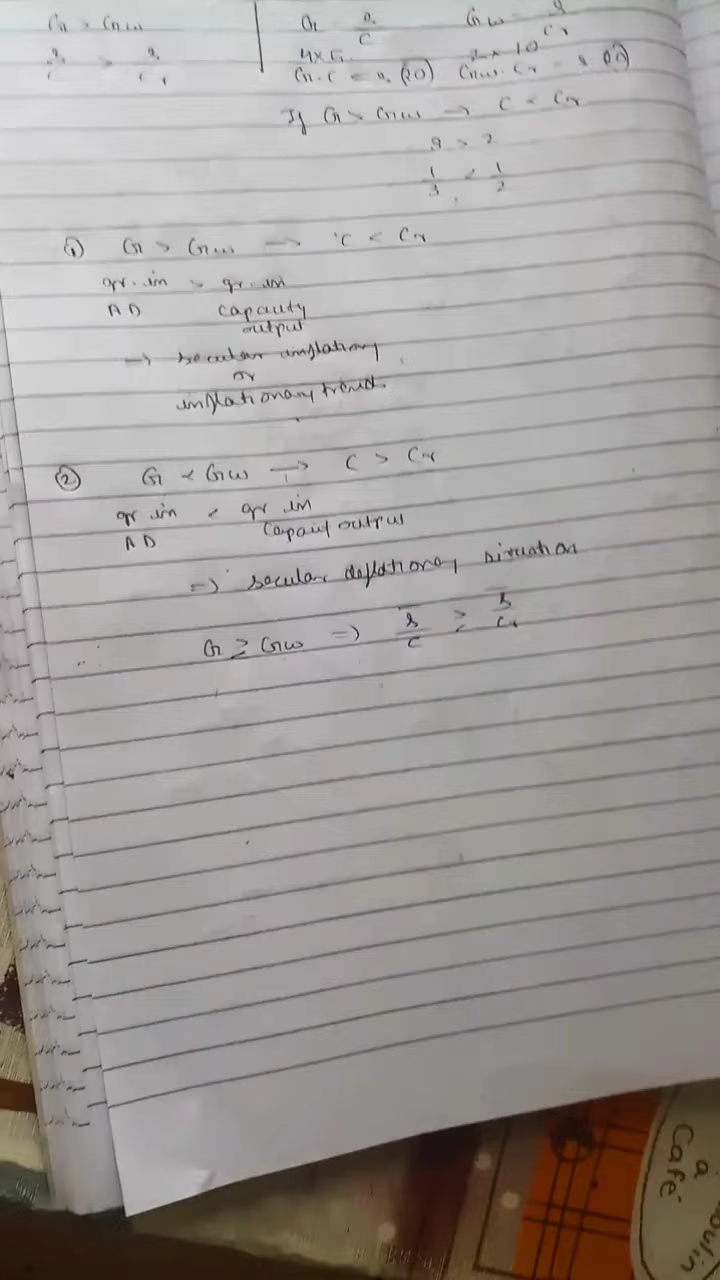 G > Gw
s/c > s/Cr
G s/c Gw = s/Cr
4×5 2×10
G.C = s (20) Gw.Cr = s (20)
If G > Gw → C < Cr
3 > 2
1/3 < 1/2
① G > Gw → C < Cr
gr. in > gr. in
AD capacity
output
→ secular inflationary
or
inflationary trend.
② G < Gw → C > Cr
gr in < gr in
AD capacit output
⇒ secular deflationary situation
G ≥ Gw ⇒ s/c ≥ s/Cr
a
Café